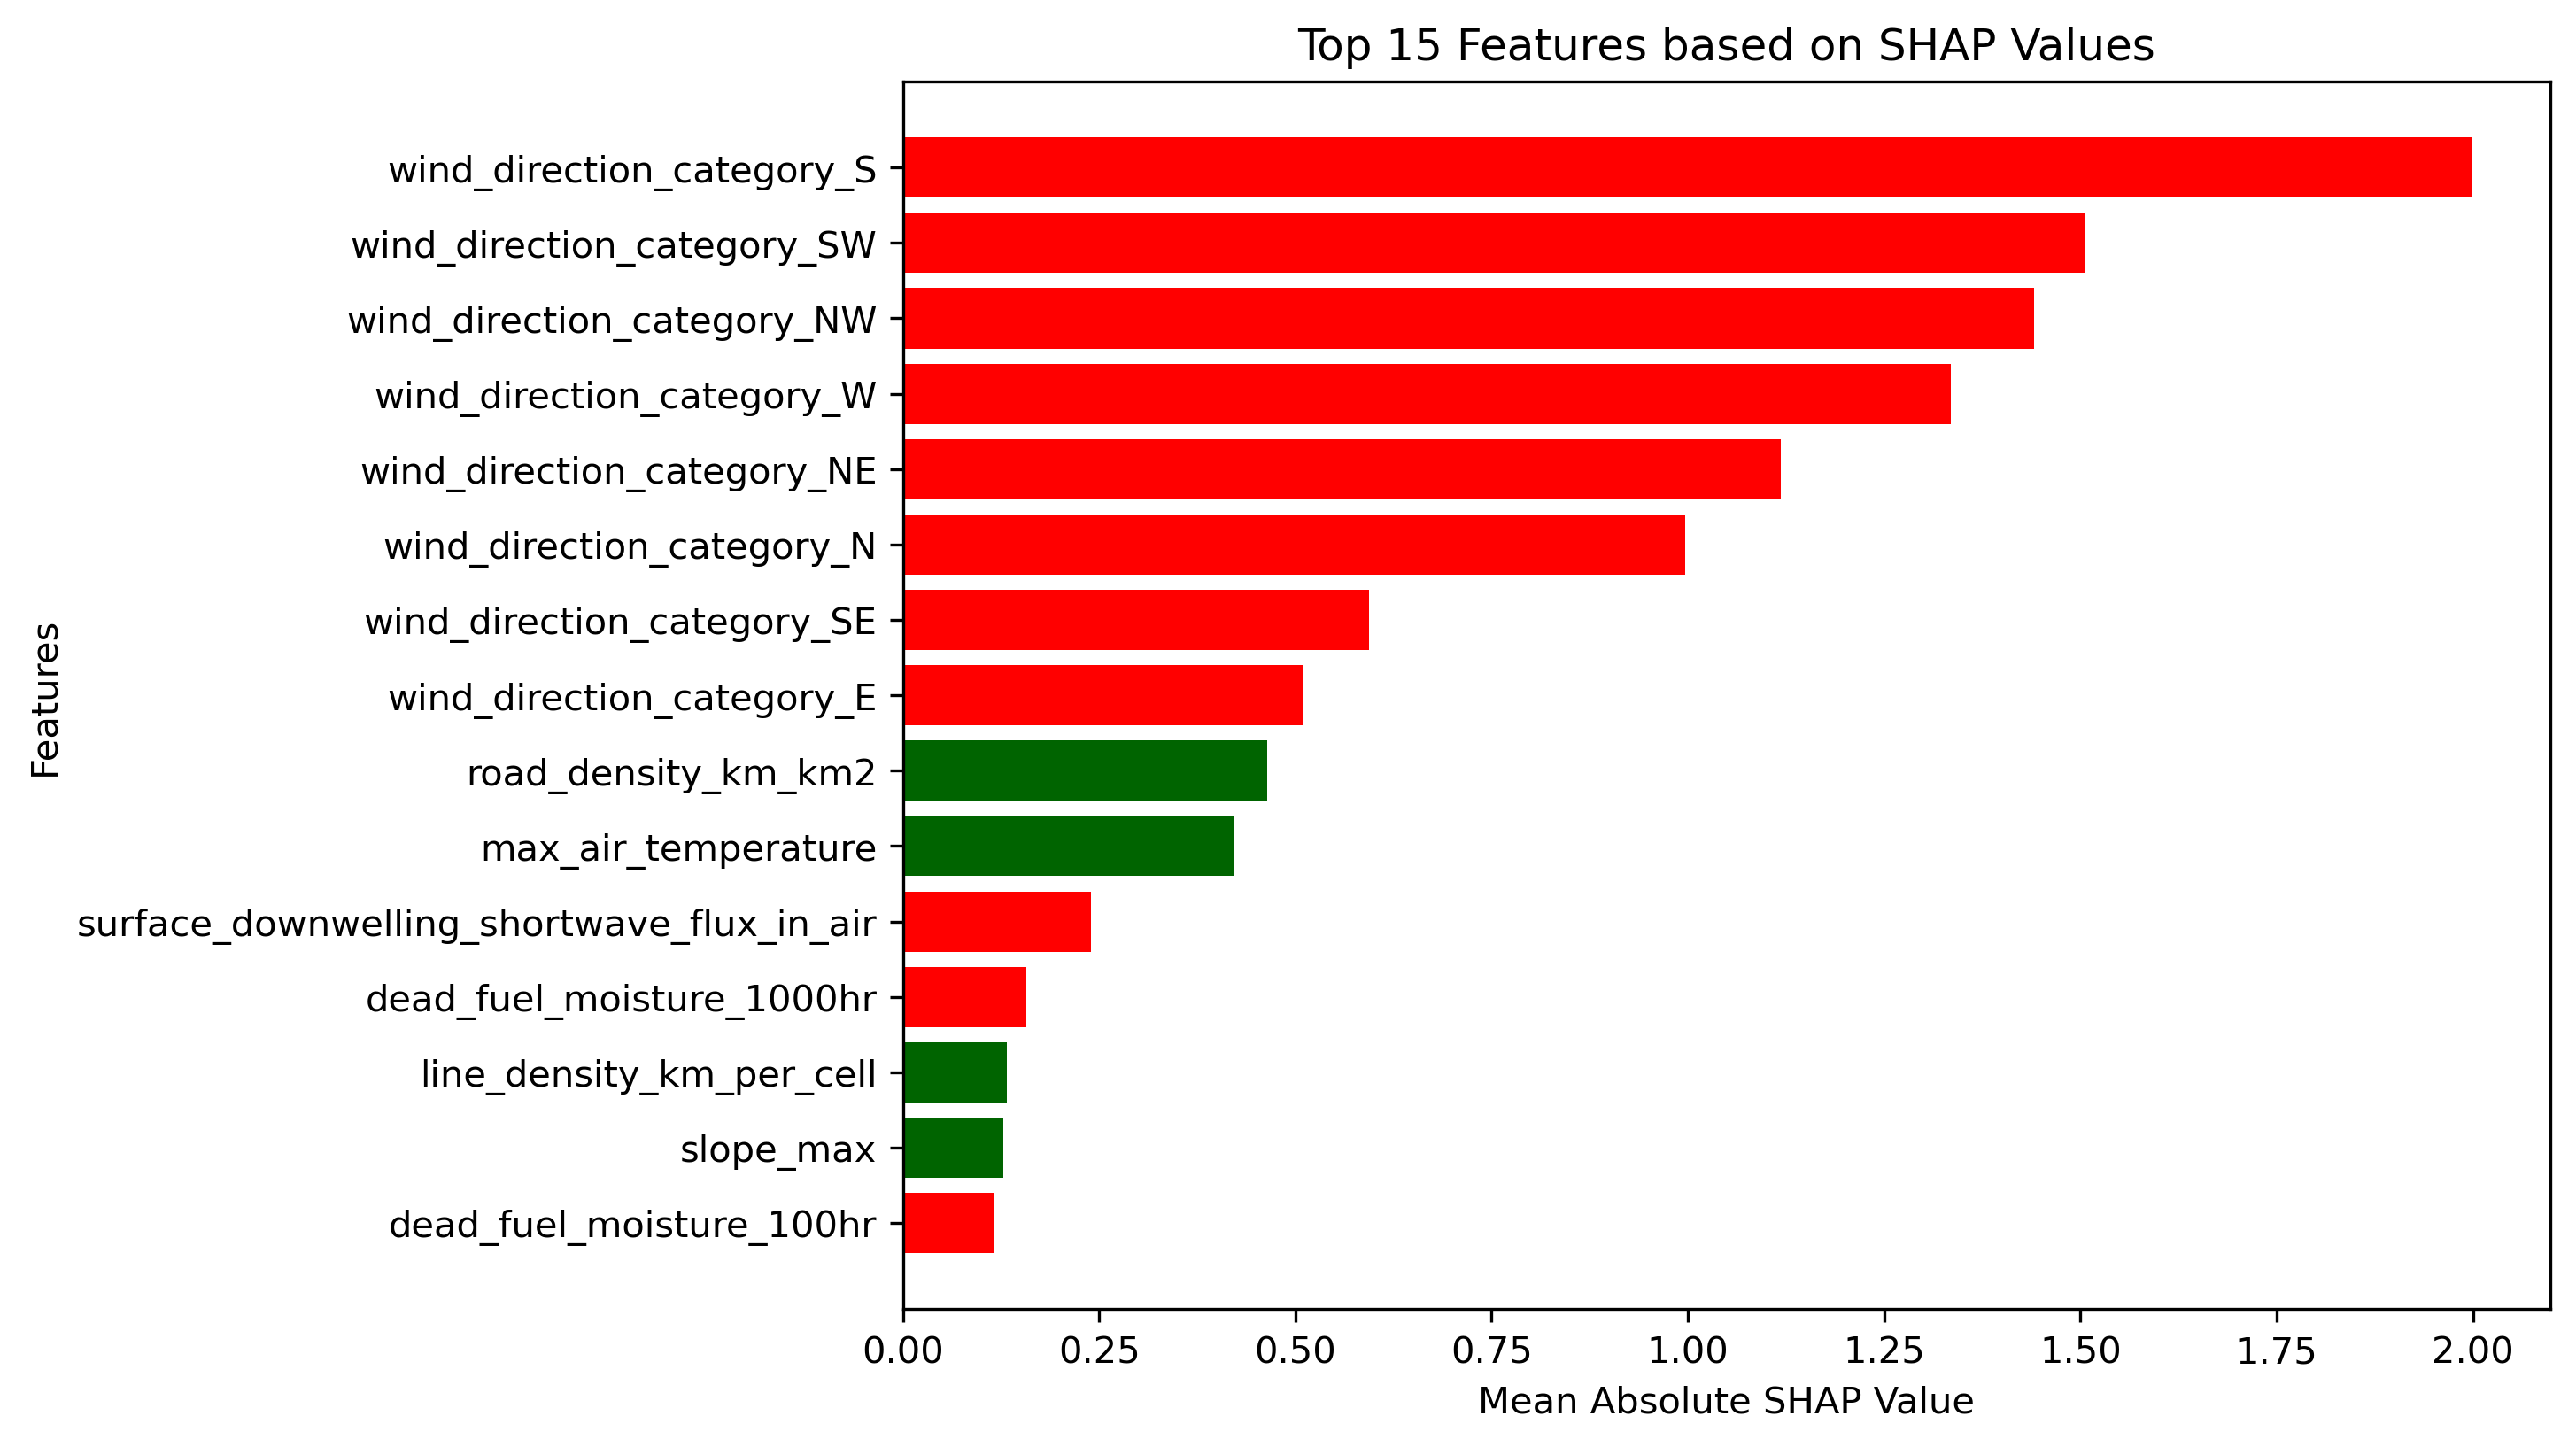 Top 15 Features based on SHAP Values
Features
wind_direction_category_S
wind_direction_category_SW
wind_direction_category_NW
wind_direction_category_W
wind_direction_category_NE
wind_direction_category_N
wind_direction_category_SE
wind_direction_category_E
road_density_km_km2
max_air_temperature
surface_downwelling_shortwave_flux_in_air
dead_fuel_moisture_1000hr
line_density_km_per_cell
slope_max
dead_fuel_moisture_100hr
0.00 0.25 0.50 0.75 1.00 1.25 1.50 1.75 2.00
Mean Absolute SHAP Value